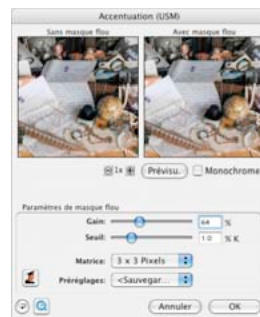 Accentuation (USM)
Sans masque flou Avec masque flou
1x Prévisu. Monochrome
Paramètres de masque flou
Gain: 64 %
Seuil: 1.0 % K
Matrice: 3 x 3 Pixels
Préréglages: <Sauvegar...
Annuler OK